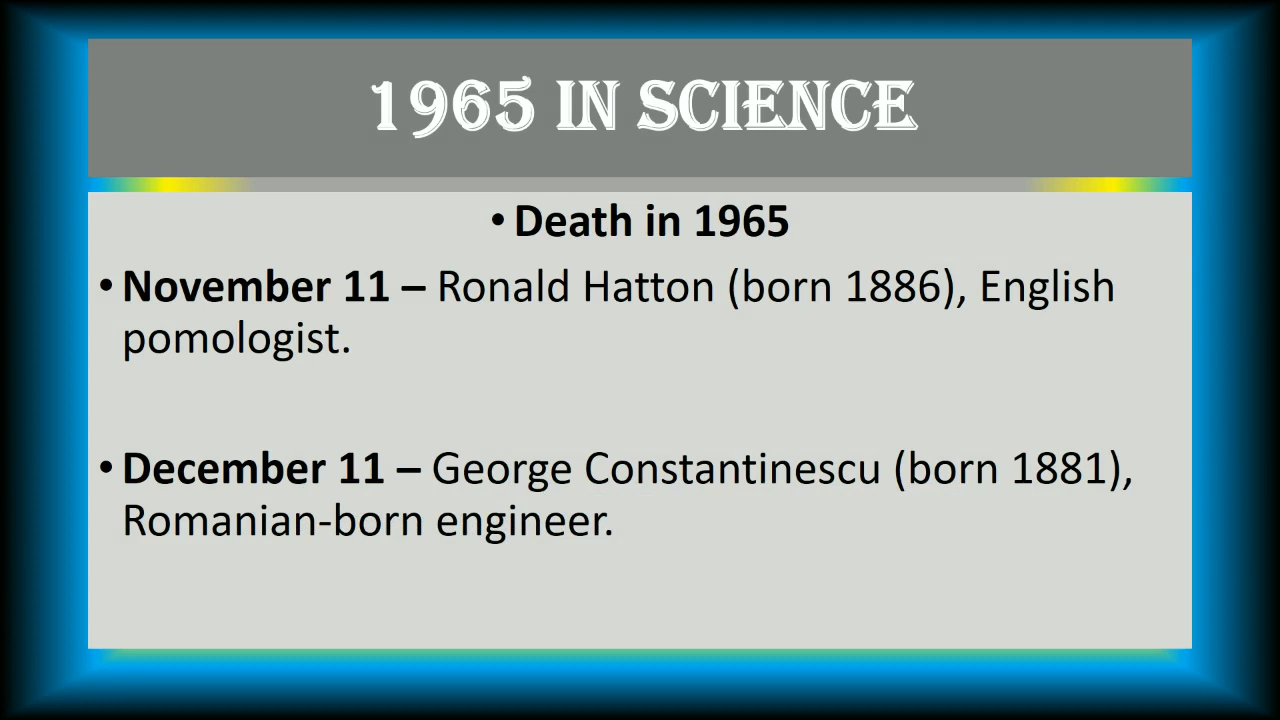 1965 IN SCIENCE
• Death in 1965
• November 11 – Ronald Hatton (born 1886), English
pomologist.
• December 11 – George Constantinescu (born 1881),
Romanian-born engineer.